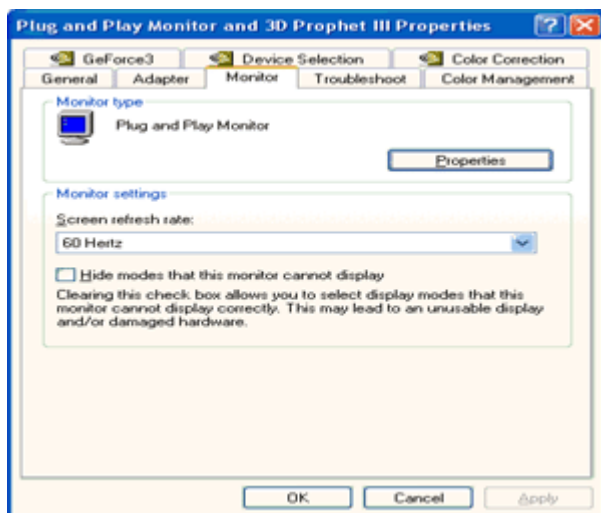 Plug and Play Monitor and 3D Prophet III Properties
GeForce3 Device Selection Color Correction
General Adapter Monitor Troubleshoot Color Management
Monitor type
Plug and Play Monitor
Properties
Monitor settings
Screen refresh rate:
60 Hertz
Hide modes that this monitor cannot display
Clearing this check box allows you to select display modes that this
monitor cannot display correctly. This may lead to an unusable display
and/or damaged hardware.
OK Cancel Apply